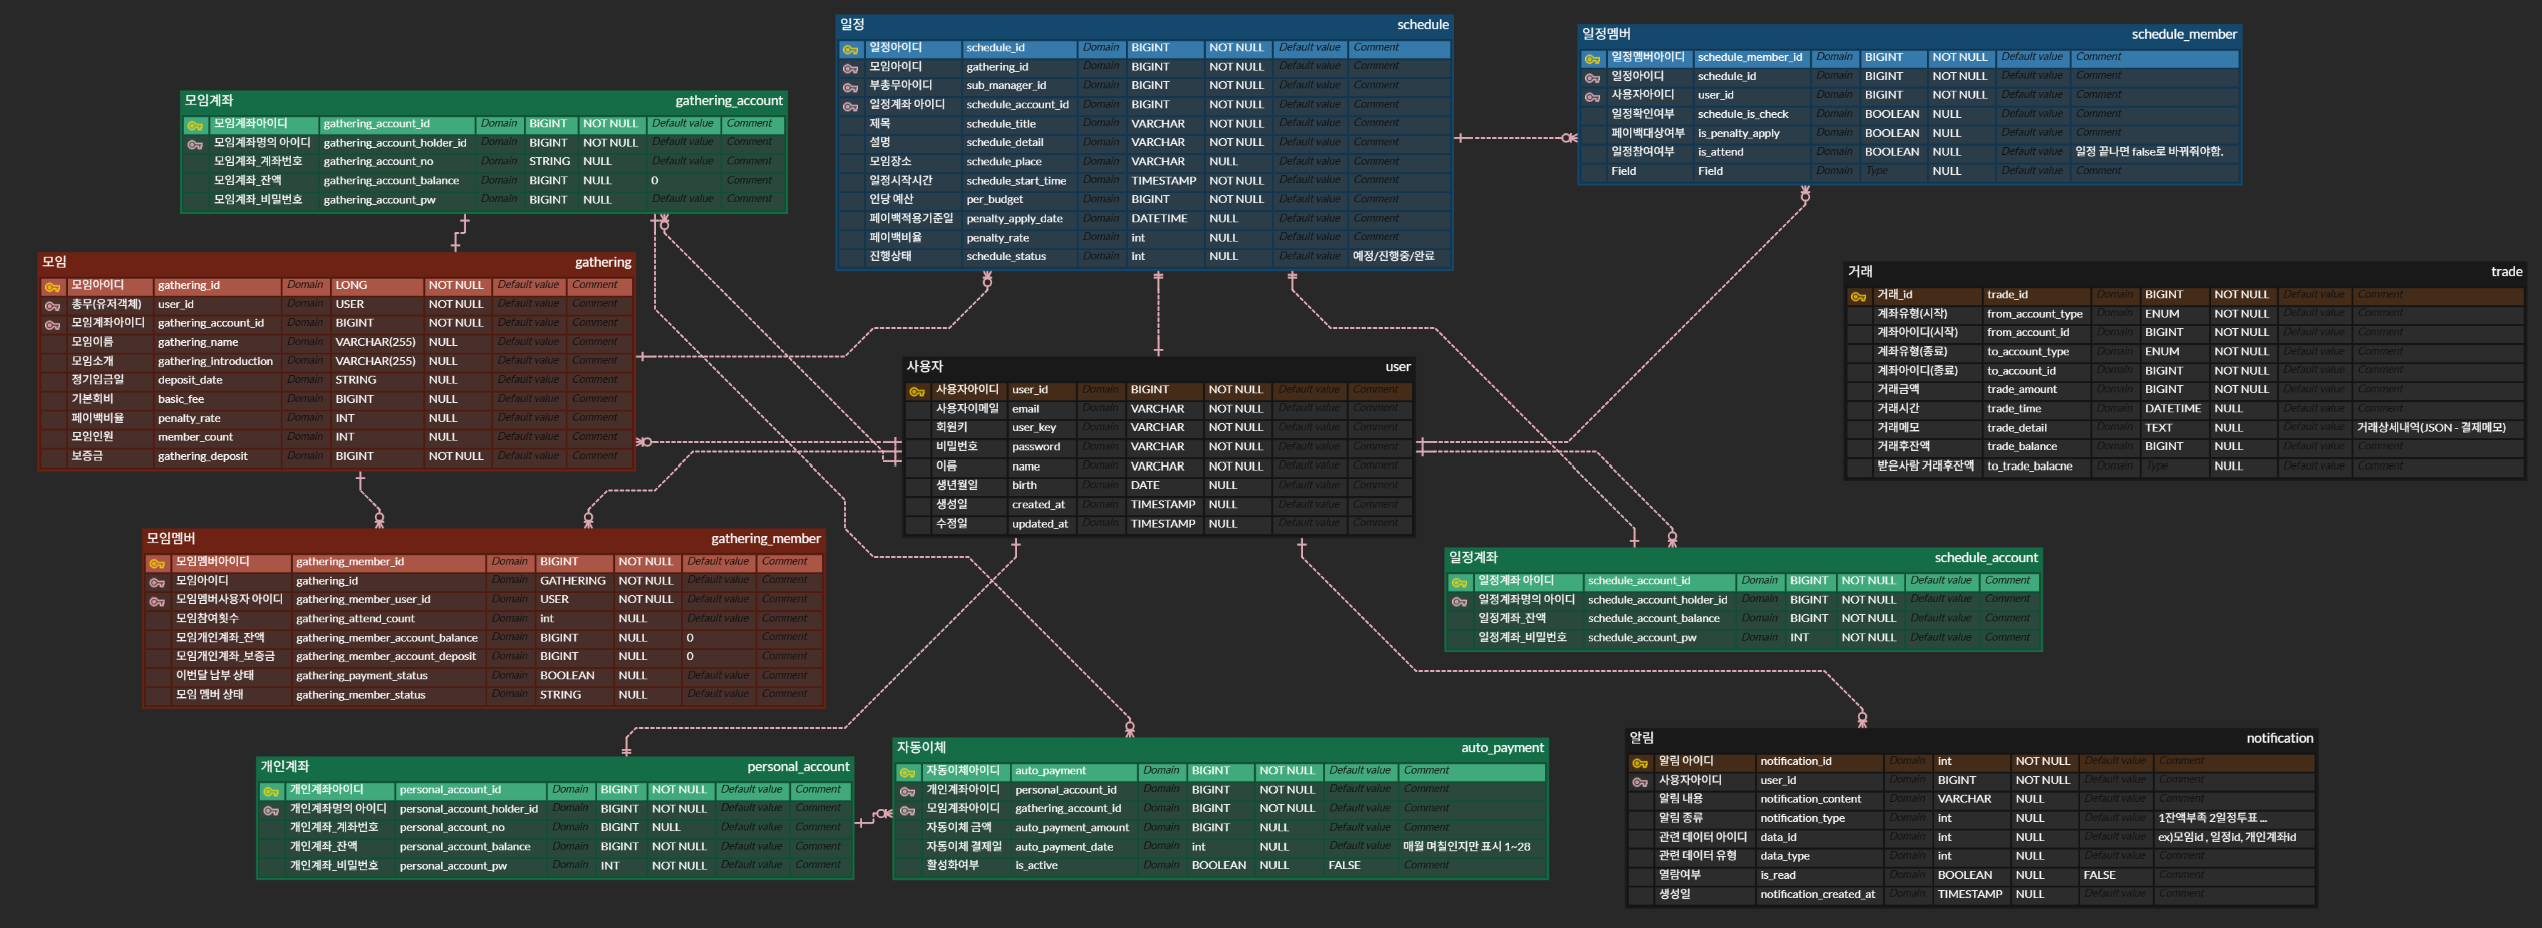 일정 schedule
일정아이디 schedule_id Domain BIGINT NOT NULL Default value Comment
모임아이디 gathering_id Domain BIGINT NOT NULL Default value Comment
부총무아이디 sub_manager_id Domain BIGINT NOT NULL Default value Comment
일정계좌 아이디 schedule_account_id Domain BIGINT NOT NULL Default value Comment
제목 schedule_title Domain VARCHAR NOT NULL Default value Comment
설명 schedule_detail Domain VARCHAR NOT NULL Default value Comment
모임장소 schedule_place Domain VARCHAR NULL Default value Comment
일정시작시간 schedule_start_time Domain TIMESTAMP NOT NULL Default value Comment
인당 예산 per_budget Domain BIGINT NOT NULL Default value Comment
페이백적용기준일 penalty_apply_date Domain DATETIME NULL Default value Comment
페이백비율 penalty_rate Domain int NULL Default value Comment
진행상태 schedule_status Domain int NULL Default value 예정/진행중/완료
일정멤버 schedule_member
일정멤버아이디 schedule_member_id Domain BIGINT NOT NULL Default value Comment
일정아이디 schedule_id Domain BIGINT NOT NULL Default value Comment
사용자아이디 user_id Domain BIGINT NOT NULL Default value Comment
일정확인여부 schedule_is_check Domain BOOLEAN NULL Default value Comment
페이백대상여부 is_penalty_apply Domain BOOLEAN NULL Default value Comment
일정참여여부 is_attend Domain BOOLEAN NULL Default value 일정 끝나면 false로 바꿔줘야함.
Field Field Domain Type NULL Default value Comment
모임계좌 gathering_account
모임계좌아이디 gathering_account_id Domain BIGINT NOT NULL Default value Comment
모임계좌명의 아이디 gathering_account_holder_id Domain BIGINT NOT NULL Default value Comment
모임계좌_계좌번호 gathering_account_no Domain STRING NULL Default value Comment
모임계좌_잔액 gathering_account_balance Domain BIGINT NULL 0 Comment
모임계좌_비밀번호 gathering_account_pw Domain BIGINT NULL Default value Comment
모임 gathering
모임아이디 gathering_id Domain LONG NOT NULL Default value Comment
총무(유저객체) user_id Domain USER NOT NULL Default value Comment
모임계좌아이디 gathering_account_id Domain BIGINT NOT NULL Default value Comment
모임이름 gathering_name Domain VARCHAR(255) NULL Default value Comment
모임소개 gathering_introduction Domain VARCHAR(255) NULL Default value Comment
정기입금일 deposit_date Domain STRING NULL Default value Comment
기본회비 basic_fee Domain BIGINT NULL Default value Comment
페이백비율 penalty_rate Domain INT NULL Default value Comment
모임인원 member_count Domain INT NULL Default value Comment
보증금 gathering_deposit Domain BIGINT NOT NULL Default value Comment
거래 trade
거래_id trade_id Domain BIGINT NOT NULL Default value Comment
계좌유형(시작) from_account_type Domain ENUM NOT NULL Default value Comment
계좌아이디(시작) from_account_id Domain BIGINT NOT NULL Default value Comment
계좌유형(종료) to_account_type Domain ENUM NOT NULL Default value Comment
계좌아이디(종료) to_account_id Domain BIGINT NOT NULL Default value Comment
거래금액 trade_amount Domain BIGINT NOT NULL Default value Comment
거래시간 trade_time Domain DATETIME NULL Default value Comment
거래메모 trade_detail Domain TEXT NULL Default value 거래상세내역(JSON - 결제메모)
거래후잔액 trade_balance Domain BIGINT NULL Default value Comment
받은사람 거래후잔액 to_trade_balacne Domain Type NULL Default value Comment
사용자 user
사용자아이디 user_id Domain BIGINT NOT NULL Default value Comment
사용자이메일 email Domain VARCHAR NOT NULL Default value Comment
회원키 user_key Domain VARCHAR NOT NULL Default value Comment
비밀번호 password Domain VARCHAR NOT NULL Default value Comment
이름 name Domain VARCHAR NOT NULL Default value Comment
생년월일 birth Domain DATE NULL Default value Comment
생성일 created_at Domain TIMESTAMP NULL Default value Comment
수정일 updated_at Domain TIMESTAMP NULL Default value Comment
모임멤버 gathering_member
모임멤버아이디 gathering_member_id Domain BIGINT NOT NULL Default value Comment
모임아이디 gathering_id Domain GATHERING NOT NULL Default value Comment
모임멤버사용자 아이디 gathering_member_user_id Domain USER NOT NULL Default value Comment
모임참여횟수 gathering_attend_count Domain int NULL Default value Comment
모임개인계좌_잔액 gathering_member_account_balance Domain BIGINT NULL 0 Comment
모임개인계좌_보증금 gathering_member_account_deposit Domain BIGINT NULL 0 Comment
이번달 납부 상태 gathering_payment_status Domain BOOLEAN NULL Default value Comment
모임 멤버 상태 gathering_member_status Domain STRING NULL Default value Comment
일정계좌 schedule_account
일정계좌 아이디 schedule_account_id Domain BIGINT NOT NULL Default value Comment
일정계좌명의 아이디 schedule_account_holder_id Domain BIGINT NOT NULL Default value Comment
일정계좌_잔액 schedule_account_balance Domain BIGINT NOT NULL Default value Comment
일정계좌_비밀번호 schedule_account_pw Domain INT NOT NULL Default value Comment
개인계좌 personal_account
개인계좌아이디 personal_account_id Domain BIGINT NOT NULL Default value Comment
개인계좌명의 아이디 personal_account_holder_id Domain BIGINT NOT NULL Default value Comment
개인계좌_계좌번호 personal_account_no Domain BIGINT NULL Default value Comment
개인계좌_잔액 personal_account_balance Domain BIGINT NOT NULL Default value Comment
개인계좌_비밀번호 personal_account_pw Domain INT NOT NULL Default value Comment
자동이체 auto_payment
자동이체아이디 auto_payment Domain BIGINT NOT NULL Default value Comment
개인계좌아이디 personal_account_id Domain BIGINT NOT NULL Default value Comment
모임계좌아이디 gathering_account_id Domain BIGINT NOT NULL Default value Comment
자동이체 금액 auto_payment_amount Domain BIGINT NULL Default value Comment
자동이체 결제일 auto_payment_date Domain int NULL Default value 매월 며칠인지만 표시 1~28
활성화여부 is_active Domain BOOLEAN NULL FALSE Comment
알림 notification
알림 아이디 notification_id Domain int NOT NULL Default value Comment
사용자아이디 user_id Domain BIGINT NOT NULL Default value Comment
알림 내용 notification_content Domain VARCHAR NULL Default value Comment
알림 종류 notification_type Domain int NULL Default value 1잔액부족 2일정투표 ...
관련 데이터 아이디 data_id Domain int NULL Default value ex)모임id , 일정id, 개인계좌id
관련 데이터 유형 data_type Domain int NULL Default value Comment
열람여부 is_read Domain BOOLEAN NULL FALSE Comment
생성일 notification_created_at Domain TIMESTAMP NULL Default value Comment